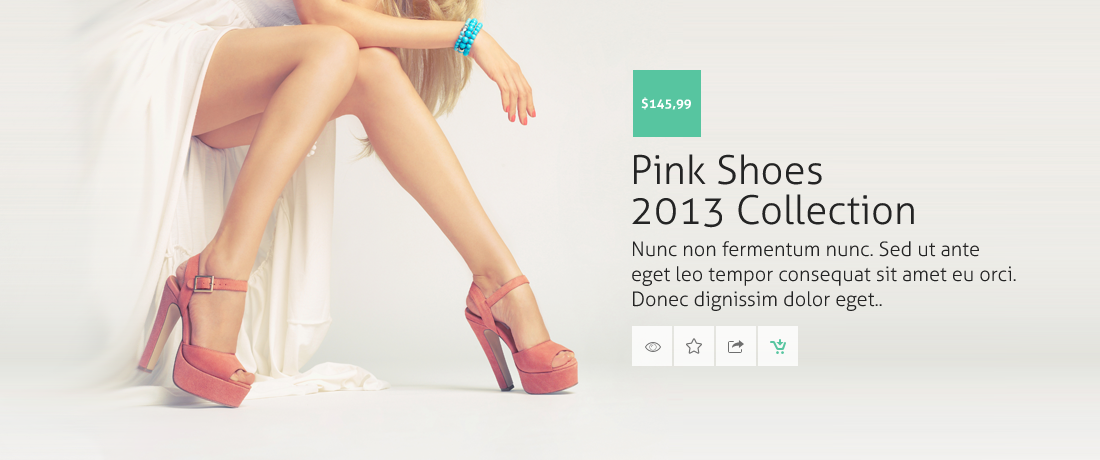 $145,99
Pink Shoes
2013 Collection
Nunc non fermentum nunc. Sed ut ante
eget leo tempor consequat sit amet eu orci.
Donec dignissim dolor eget..